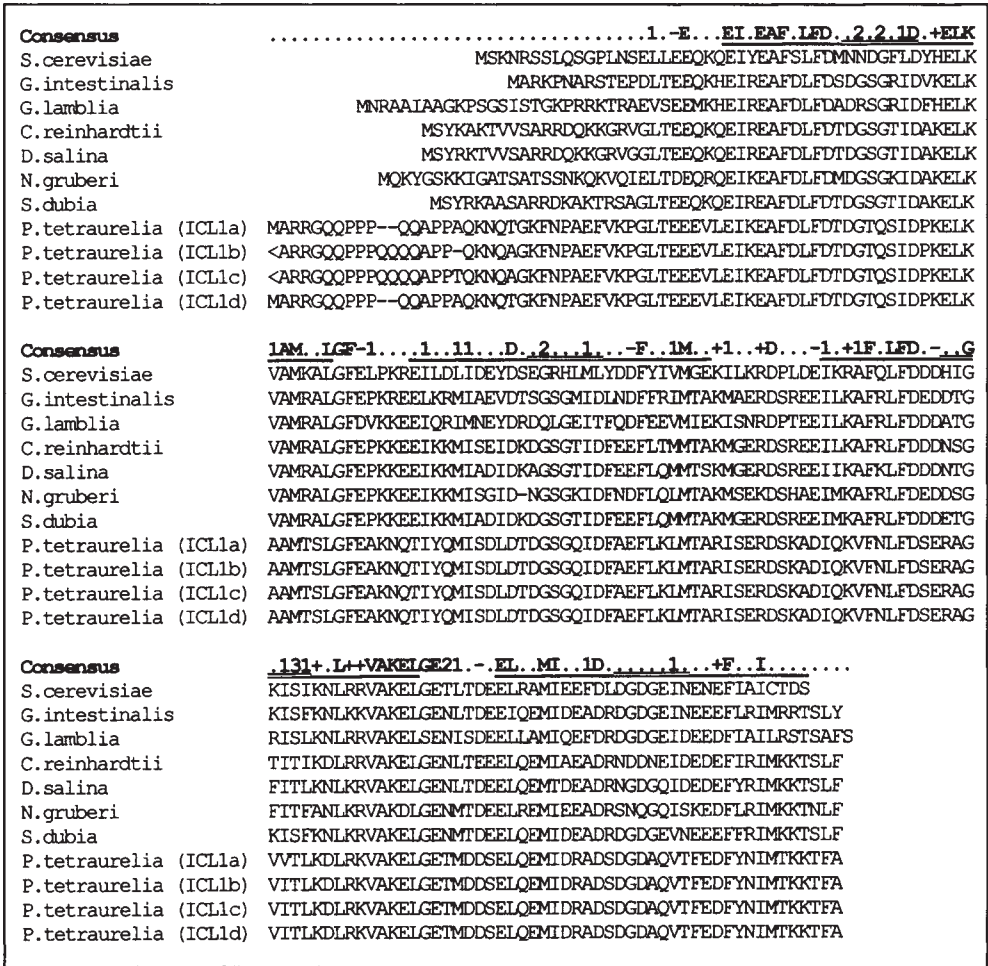 Consensus ......................1.-E...EI.EAF.LFD..2.2.1D.+ELK
S.cerevisiae MSKNRSSLQSGPLNSELLEEQKQEIYEAFSLFDMNNDGFLDYHELK
G.intestinalis MARKPNARSTEPDLTEEQKHEIREAFDLFDSDGSGRIDVKELK
G.lamblia MNRAAIAAGKPSGSISTGKPRRKTRAEVSEEMKHEIREAFDLFDADRSGRIDFHELK
C.reinhardtii MSYKAKTVVSARRDQKKGRVGLTEEQKQEIREAFDLFDTDGSGTIDAKELK
D.salina MSYRKTVVSARRDQKKGRVGGLTEEQKQEIREAFDLFDTDGSGTIDAKELK
N.gruberi MQKYGSKKIGATSATSSNKQKVQIELTDEQRQEIREAFDLFDMDGSGKIDAKELK
S.dubia MSYRKAASARRDKAKTRSAGLTEEQKQEIREAFDLFDTDGSGTIDAKELK
P.tetraurelia (ICL1a) MARRGQQPPP--QQAPPAQKNQTGKFNPAEFVKPGLTEEEVLEIKEAFDLFDTDGTQSIDPKELK
P.tetraurelia (ICL1b) <ARRGQQPPPQQQQAPP-QKNQAGKFNPAEFVKPGLTEEEVLEIKEAFDLFDTDGTQSIDPKELK
P.tetraurelia (ICL1c) <ARRGQQPPPQQQQAPPTQKNQAGKFNPAEFVKPGLTEEEVLEIKEAFDLFDTDGTQSIDPKELK
P.tetraurelia (ICL1d) MARRGQQPPP--QQAPPAQKNQTGKFNPAEFVKPGLTEEEVLEIKEAFDLFDTDGTQSIDPKELK
Consensus 1AM..LGF-1....1..11...D..2...1...-F..1M..+1..+D...-1.+1F.LFD.-..G
S.cerevisiae VAMKALGFELPKREILDLIDEYDSEGRHLMLYDDFYIVMGEKILKRDPLDEIKRAFQLFDDDHIG
G.intestinalis VAMRALGFEPKREELKRMIAEVDTSGSGMIDLNDFFRIMTAKMAERDSREEILKAFRLFDEDDTG
G.lamblia VAMRALGFDVKKEEIQRIMNEYDRDQLGEITFQDFEEVMIEKISNRDPTEEILKAFRLFDDDATG
C.reinhardtii VAMRALGFEPKKEEIKKMISEIDKDGSGTIDFEEFLTMMTAKMGERDSREEILKAFRLFDDDNSG
D.salina VAMRALGFEPKKEEIKKMIADIDKAGSGTIDFEEFLQMMTSKMGERDSREEIIKAFKLFDDDNTG
N.gruberi VAMRALGFEPKKEEIKKMISGID-NGSGKIDFNDFLQLMTAKMSEKDSHAEIMKAFRLFDEDDSG
S.dubia VAMRALGFEPKKEEIKKMIADIDKDGSGTIDFEEFLQMMTAKMGERDSREEIMKAFRLFDDDETG
P.tetraurelia (ICL1a) AAMTSLGFEAKNQTIYQMISDLDTDGSGQIDFAEFLKLMTARISERDSKADIQKVFNLFDSERAG
P.tetraurelia (ICL1b) AAMTSLGFEAKNQTIYQMISDLDTDGSGQIDFAEFLKLMTARISERDSKADIQKVFNLFDSERAG
P.tetraurelia (ICL1c) AAMTSLGFEAKNQTIYQMISDLDTDGSGQIDFAEFLKLMTARISERDSKADIQKVFNLFDSERAG
P.tetraurelia (ICL1d) AAMTSLGFEAKNQTIYQMISDLDTDGSGQIDFAEFLKLMTARISERDSKADIQKVFNLFDSERAG
Consensus .131+.L++VAKELGE21.-.EL..MI..1D......1...+F..I........
S.cerevisiae KISIKNLRRVAKELGETLTDEELRAMIEEFDLDGDGEINENEFIAICTDS
G.intestinalis KISFKNLKKVAKELGENLTDEEIQEMIDEADRDGDGEINEEEFLRIMRRTSLY
G.lamblia RISLKNLRRVAKELSENISDEELLAMIQEFDRDGDGEIDEEDFIAILRSTSAFS
C.reinhardtii TITIKDLRRVAKELGENLTEEELQEMIAEADRNDDNEIDEDEFIRIMKKTSLF
D.salina FITLKNLKRVAKELGENLTDEELQEMTDEADRNGDGQIDEDEFYRIMKKTSLF
N.gruberi FITFANLKRVAKDLGENMTDEELREMIEEADRSNQGQISKEDFLRIMKKTNLF
S.dubia KISFKNLKRVAKELGENMTDEELQEMIDEADRDGDGEVNEEEFFRIMKKTSLF
P.tetraurelia (ICL1a) VVTLKDLRKVAKELGETMDDSELQEMIDRADSDGDAQVTFEDFYNIMTKKTFA
P.tetraurelia (ICL1b) VITLKDLRKVAKELGETMDDSELQEMIDRADSDGDAQVTFEDFYNIMTKKTFA
P.tetraurelia (ICL1c) VITLKDLRKVAKELGETMDDSELQEMIDRADSDGDAQVTFEDFYNIMTKKTFA
P.tetraurelia (ICL1d) VITLKDLRKVAKELGETMDDSELQEMIDRADSDGDAQVTFEDFYNIMTKKTFA